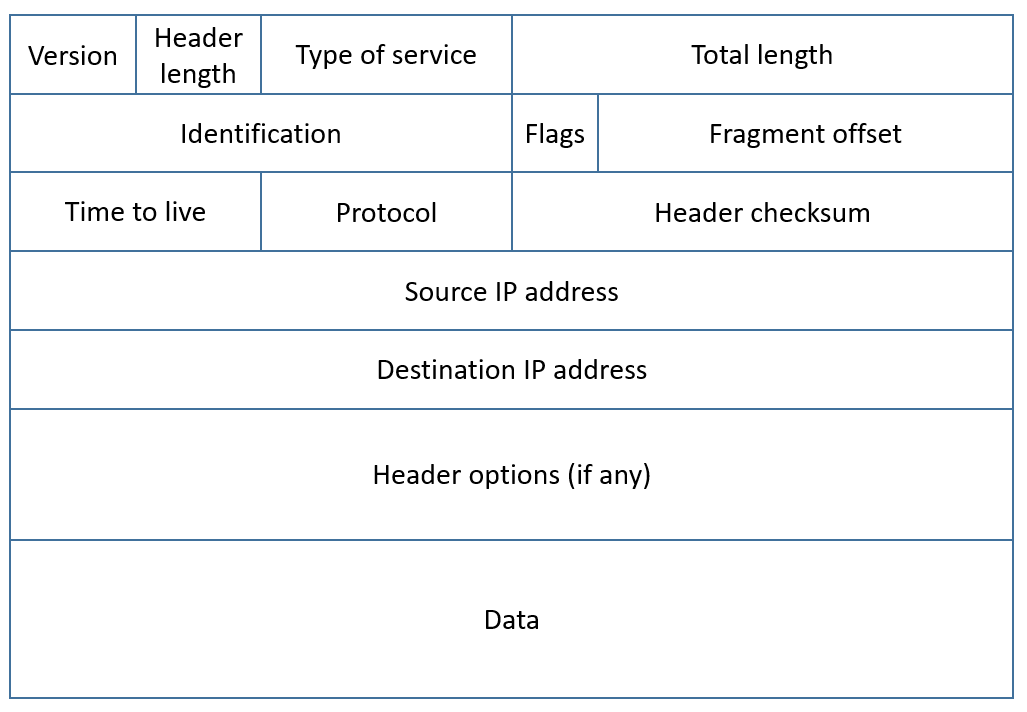 Version
Header
length
Type of service
Total length
Identification
Flags
Fragment offset
Time to live
Protocol
Header checksum
Source IP address
Destination IP address
Header options (if any)
Data